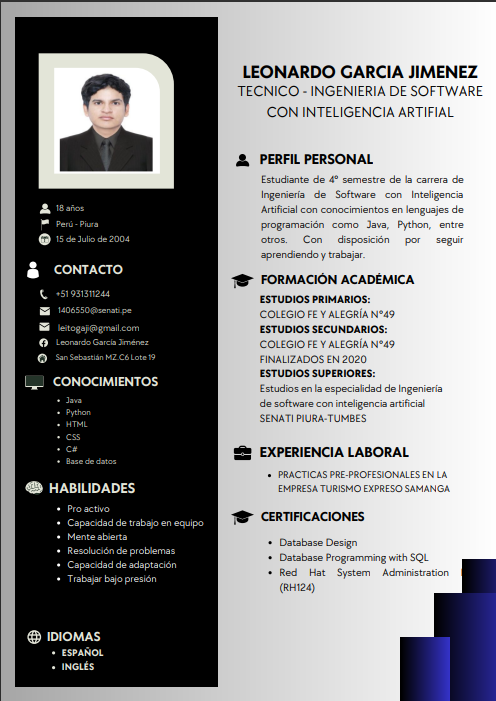 18 años
Perú - Piura
15 de Julio de 2004
CONTACTO
+51 931311244
1406550@senati.pe
leitogaji@gmail.com
Leonardo García Jiménez
San Sebastián MZ.C6 Lote 19
CONOCIMIENTOS
• Java
• Python
• HTML
• CSS
• C#
• Base de datos
HABILIDADES
• Pro activo
• Capacidad de trabajo en equipo
• Mente abierta
• Resolución de problemas
• Capacidad de adaptación
• Trabajar bajo presión
IDIOMAS
• ESPAÑOL
• INGLÉS
LEONARDO GARCIA JIMENEZ
TECNICO - INGENIERIA DE SOFTWARE
CON INTELIGENCIA ARTIFIAL
PERFIL PERSONAL
Estudiante de 4º semestre de la carrera de
Ingeniería de Software con Inteligencia
Artificial con conocimientos en lenguajes de
programación como Java, Python, entre
otros. Con disposición por seguir
aprendiendo y trabajar.
FORMACIÓN ACADÉMICA
ESTUDIOS PRIMARIOS:
COLEGIO FE Y ALEGRÍA N°49
ESTUDIOS SECUNDARIOS:
COLEGIO FE Y ALEGRÍA N°49
FINALIZADOS EN 2020
ESTUDIOS SUPERIORES:
Estudios en la especialidad de Ingeniería
de software con inteligencia artificial
SENATI PIURA-TUMBES
EXPERIENCIA LABORAL
• PRACTICAS PRE-PROFESIONALES EN LA
EMPRESA TURISMO EXPRESO SAMANGA
CERTIFICACIONES
• Database Design
• Database Programming with SQL
• Red Hat System Administration
(RH124)